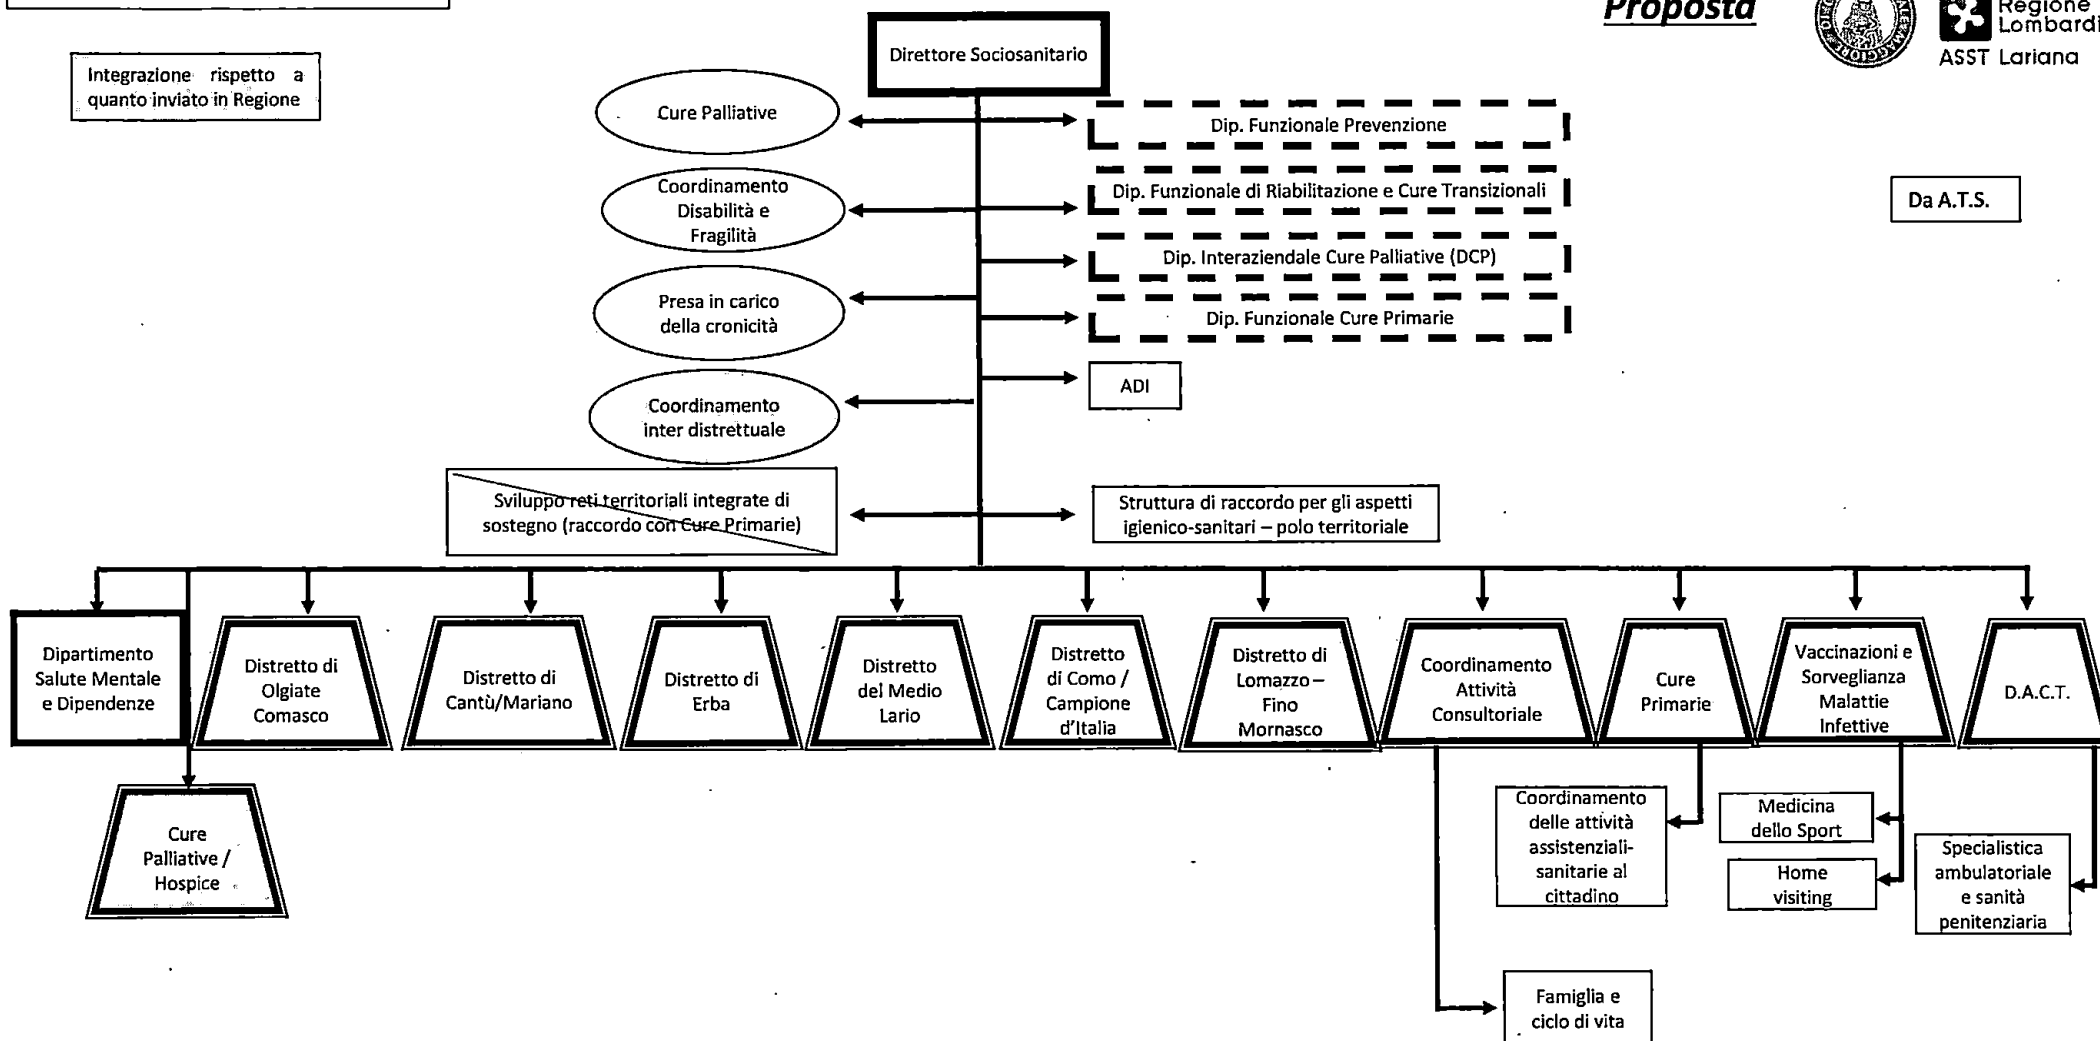 Proposta
Regione
Lombardi
ASST Lariana
Direttore Sociosanitario
Integrazione rispetto a
quanto inviato in Regione
Cure Palliative
Dip. Funzionale Prevenzione
Coordinamento
Disabilità e
Fragilità
Dip. Funzionale di Riabilitazione e Cure Transizionali
Da A.T.S.
Dip. Interaziendale Cure Palliative (DCP)
Presa in carico
della cronicità
Dip. Funzionale Cure Primarie
ADI
Coordinamento
inter distrettuale
Sviluppo reti territoriali integrate di
sostegno (raccordo con Cure Primarie)
Struttura di raccordo per gli aspetti
igienico-sanitari – polo territoriale
Dipartimento
Salute Mentale
e Dipendenze
Distretto di
Olgiate
Comasco
Distretto di
Cantù/Mariano
Distretto di
Erba
Distretto
del Medio
Lario
Distretto
di Como /
Campione
d'Italia
Distretto di
Lomazzo –
Fino
Mornasco
Coordinamento
Attività
Consultoriale
Cure
Primarie
Vaccinazioni e
Sorveglianza
Malattie
Infettive
D.A.C.T.
Cure
Palliative /
Hospice
Coordinamento
delle attività
assistenziali-
sanitarie al
cittadino
Medicina
dello Sport
Home
visiting
Specialistica
ambulatoriale
e sanità
penitenziaria
Famiglia e
ciclo di vita